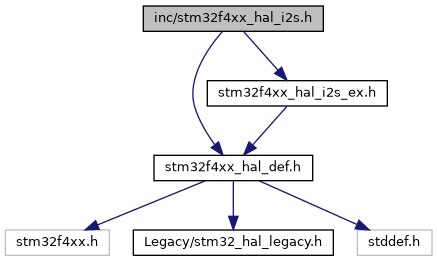 inc/stm32f4xx_hal_i2s.h
stm32f4xx_hal_i2s_ex.h
stm32f4xx_hal_def.h
stm32f4xx.h
Legacy/stm32_hal_legacy.h
stddef.h